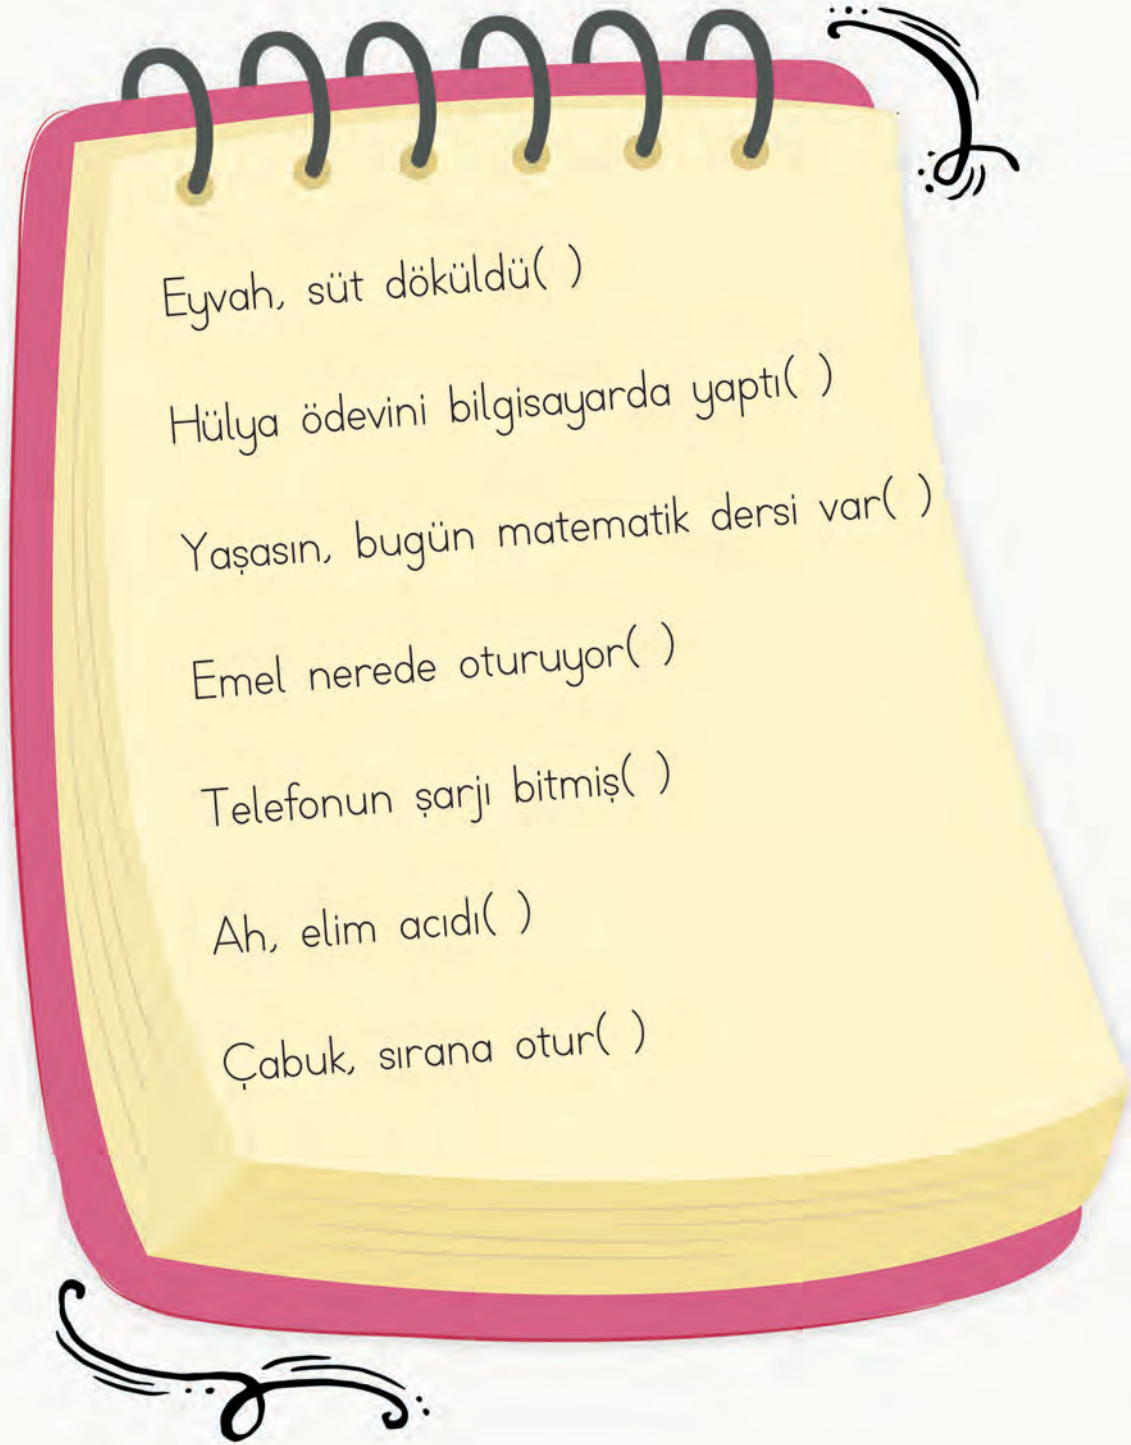 Eyvah, süt döküldü( )
Hülya ödevini bilgisayarda yaptı( )
Yaşasın, bugün matematik dersi var( )
Emel nerede oturuyor( )
Telefonun şarjı bitmiş( )
Ah, elim acıdı( )
Çabuk, sırana otur( )